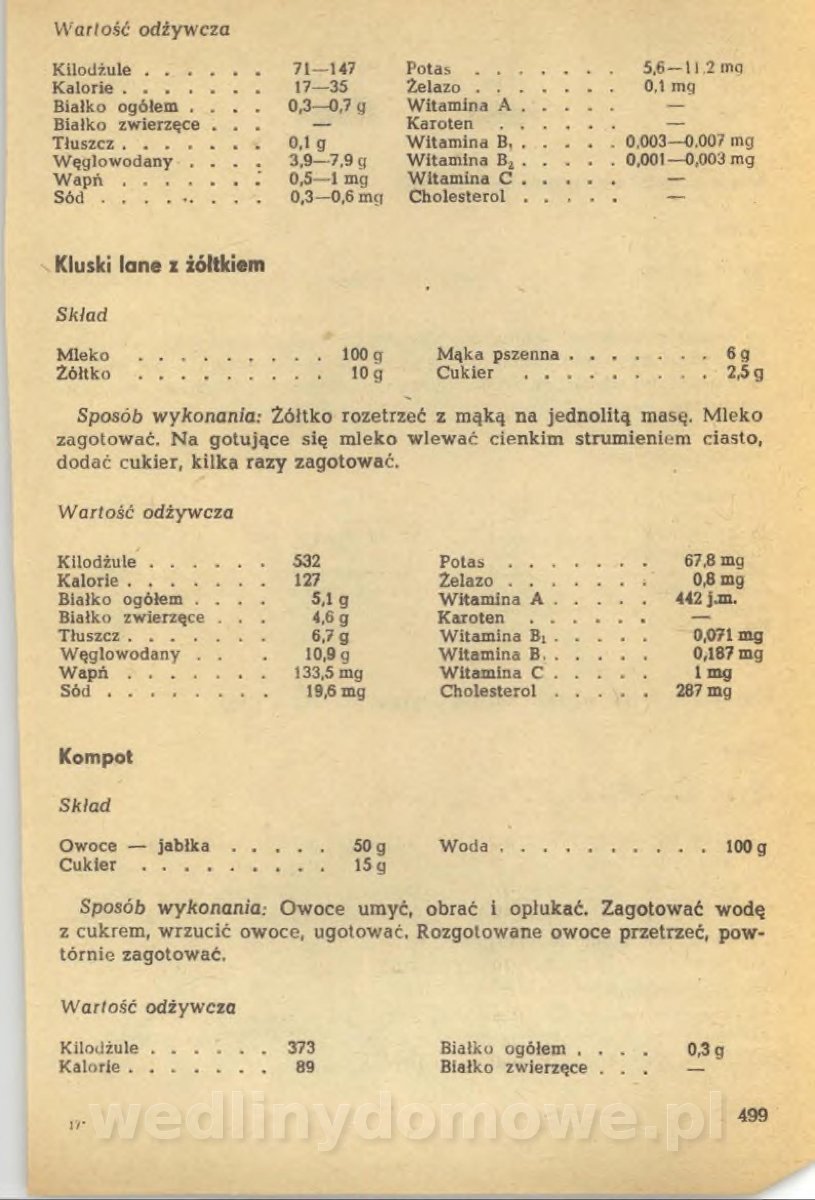 Wartość odżywcza
Kilodżule . . . . . . 71—147 Potas . . . . . . . 5,6—11,2 mg
Kalorie . . . . . . . 17—35 Żelazo . . . . . . . 0,1 mg
Białko ogółem . . . . 0,3—0,7 g Witamina A . . . . . —
Białko zwierzęce . . . — Karoten . . . . . . —
Tłuszcz . . . . . . . 0,1 g Witamina B₁ . . . . . 0,003—0,007 mg
Węglowodany . . . . 3,9—7,9 g Witamina B₂ . . . . . 0,001—0,003 mg
Wapń . . . . . . . 0,5—1 mg Witamina C . . . . . —
Sód . . . . . . . . 0,3—0,6 mg Cholesterol . . . . . —
Kluski lane z żółtkiem
Skład
Mleko . . . . . . . . . 100 g Mąka pszenna . . . . . . . 6 g
Żółtko . . . . . . . . . 10 g Cukier . . . . . . . . . 2,5 g
Sposób wykonania: Żółtko rozetrzeć z mąką na jednolitą masę. Mleko
zagotować. Na gotujące się mleko wlewać cienkim strumieniem ciasto,
dodać cukier, kilka razy zagotować.
Wartość odżywcza
Kilodżule . . . . . . 532 Potas . . . . . . . 67,8 mg
Kalorie . . . . . . . 127 Żelazo . . . . . . . 0,8 mg
Białko ogółem . . . . 5,1 g Witamina A . . . . . 442 j.m.
Białko zwierzęce . . . 4,6 g Karoten . . . . . . —
Tłuszcz . . . . . . . 6,7 g Witamina B₁ . . . . . 0,071 mg
Węglowodany . . . 10,9 g Witamina B. . . . . . 0,187 mg
Wapń . . . . . . . 133,5 mg Witamina C . . . . . 1 mg
Sód . . . . . . . . 19,6 mg Cholesterol . . . . . 287 mg
Kompot
Skład
Owoce — jabłka . . . . . 50 g Woda . . . . . . . . . . 100 g
Cukier . . . . . . . . . 15 g
Sposób wykonania: Owoce umyć, obrać i opłukać. Zagotować wodę
z cukrem, wrzucić owoce, ugotować. Rozgotowane owoce przetrzeć, pow-
tórnie zagotować.
Wartość odżywcza
Kilodżule . . . . . . 373 Białko ogółem . . . . 0,3 g
Kalorie . . . . . . . 89 Białko zwierzęce . . . —
17* wedlinydomowe.pl 499